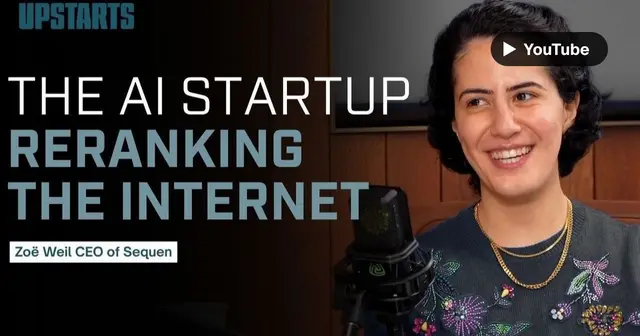 UPSTARTS
YouTube
THE AI STARTUP
RERANKING
THE INTERNET
Zoë Weil CEO of Sequen